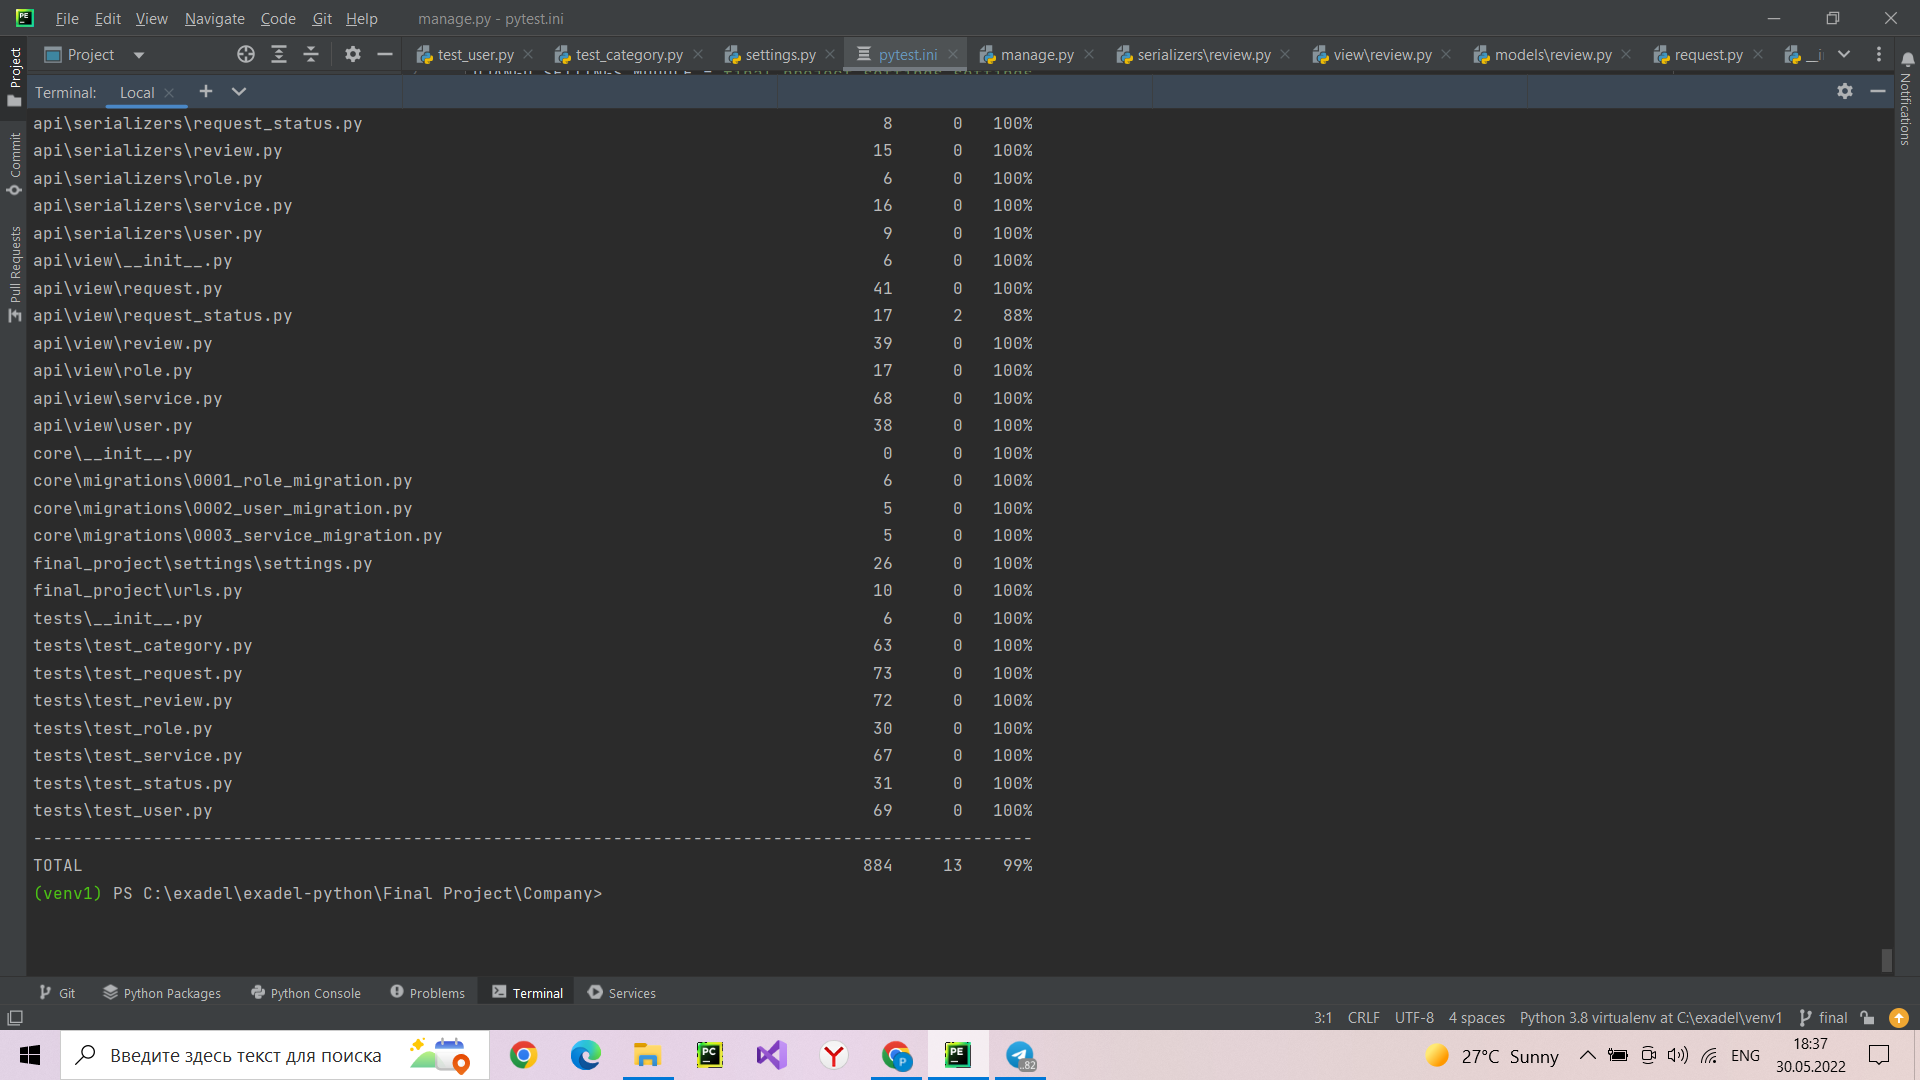 File Edit View Navigate Code Git Help manage.py - pytest.ini
Project test_user.py test_category.py settings.py pytest.ini manage.py serializers\review.py view\review.py models\review.py request.py
Terminal: Local
api\serializers\request_status.py 8 0 100%
api\serializers\review.py 15 0 100%
api\serializers\role.py 6 0 100%
api\serializers\service.py 16 0 100%
api\serializers\user.py 9 0 100%
api\view\__init__.py 6 0 100%
api\view\request.py 41 0 100%
api\view\request_status.py 17 2 88%
api\view\review.py 39 0 100%
api\view\role.py 17 0 100%
api\view\service.py 68 0 100%
api\view\user.py 38 0 100%
core\__init__.py 0 0 100%
core\migrations\0001_role_migration.py 6 0 100%
core\migrations\0002_user_migration.py 5 0 100%
core\migrations\0003_service_migration.py 5 0 100%
final_project\settings\settings.py 26 0 100%
final_project\urls.py 10 0 100%
tests\__init__.py 6 0 100%
tests\test_category.py 63 0 100%
tests\test_request.py 73 0 100%
tests\test_review.py 72 0 100%
tests\test_role.py 30 0 100%
tests\test_service.py 67 0 100%
tests\test_status.py 31 0 100%
tests\test_user.py 69 0 100%
----------------------------------------------------------------------------------------------------
TOTAL 884 13 99%
(venv1) PS C:\exadel\exadel-python\Final Project\Company>
Project
Commit
Pull Requests
Notifications
Git Python Packages Python Console Problems Terminal Services
3:1 CRLF UTF-8 4 spaces Python 3.8 virtualenv at C:\exadel\venv1 final
Введите здесь текст для поиска
27°C Sunny ENG
18:37
30.05.2022